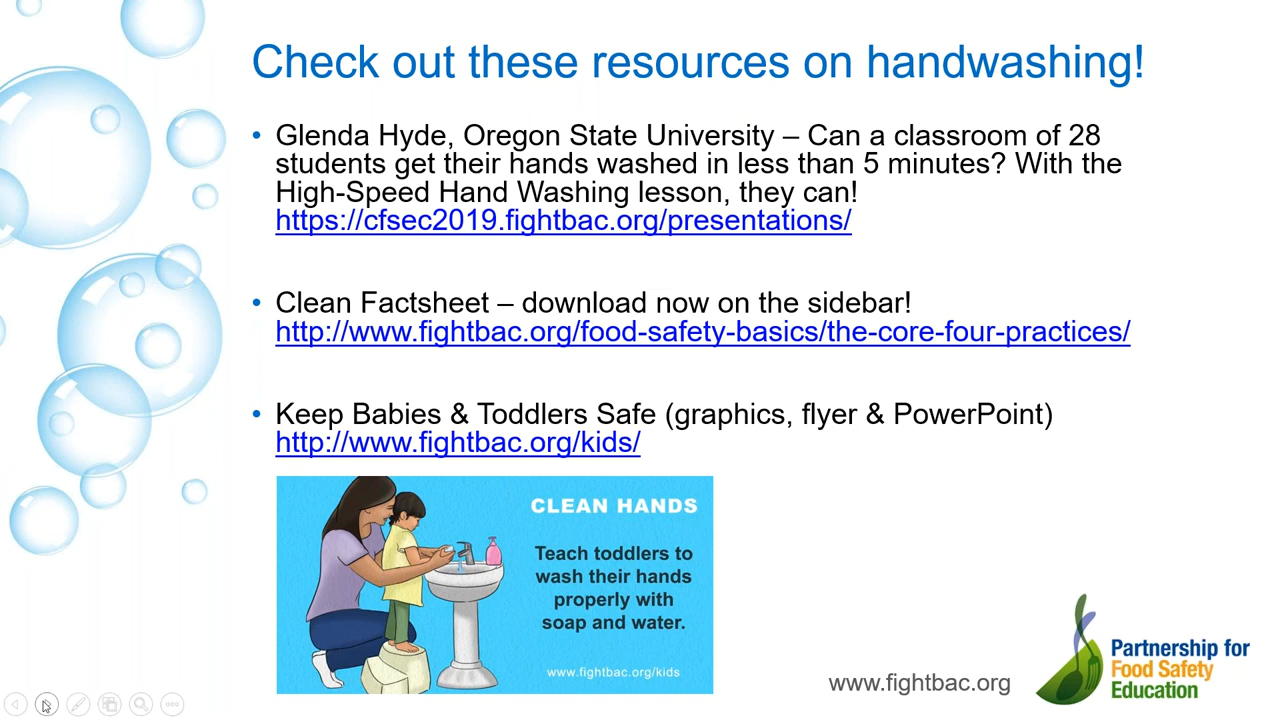 Check out these resources on handwashing!
• Glenda Hyde, Oregon State University – Can a classroom of 28
students get their hands washed in less than 5 minutes? With the
High-Speed Hand Washing lesson, they can!
https://cfsec2019.fightbac.org/presentations/
• Clean Factsheet – download now on the sidebar!
http://www.fightbac.org/food-safety-basics/the-core-four-practices/
• Keep Babies & Toddlers Safe (graphics, flyer & PowerPoint)
http://www.fightbac.org/kids/
CLEAN HANDS
Teach toddlers to
wash their hands
properly with
soap and water.
www.fightbac.org/kids
www.fightbac.org
Partnership for
Food Safety
Education